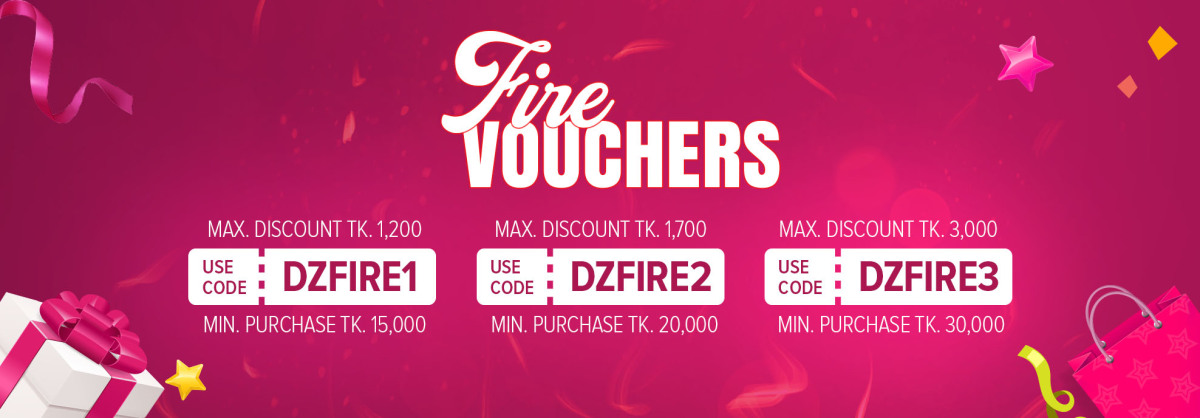 Fire
VOUCHERS
MAX. DISCOUNT TK. 1,200
USE
CODE
DZFIRE1
MIN. PURCHASE TK. 15,000
MAX. DISCOUNT TK. 1,700
USE
CODE
DZFIRE2
MIN. PURCHASE TK. 20,000
MAX. DISCOUNT TK. 3,000
USE
CODE
DZFIRE3
MIN. PURCHASE TK. 30,000